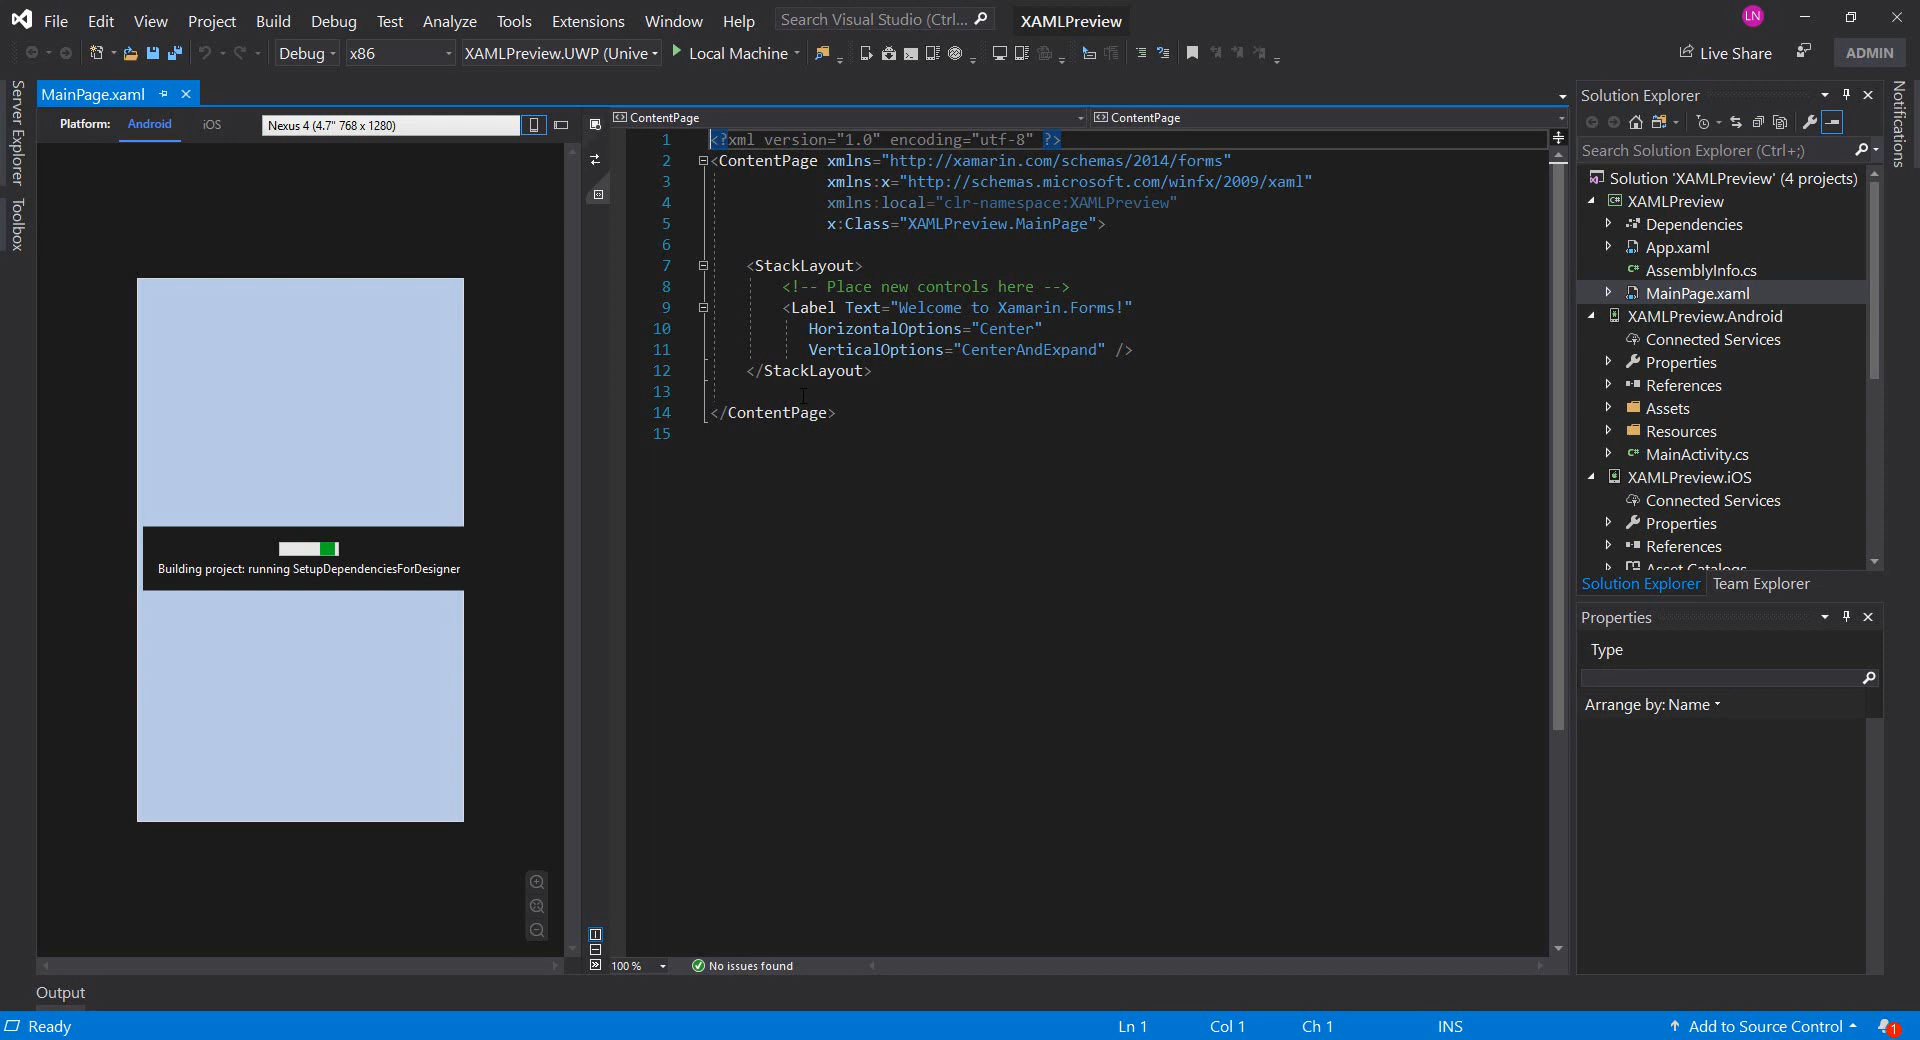 File Edit View Project Build Debug Test Analyze Tools Extensions Window Help Search Visual Studio (Ctrl... XAMLPreview LN
Debug x86 XAMLPreview.UWP (Unive Local Machine Live Share ADMIN
Server Explorer
Toolbox
MainPage.xaml
Platform: Android iOS Nexus 4 (4.7" 768 x 1280)
Building project: running SetupDependenciesForDesigner
ContentPage ContentPage
1 <?xml version="1.0" encoding="utf-8" ?>
2 <ContentPage xmlns="http://xamarin.com/schemas/2014/forms"
3 xmlns:x="http://schemas.microsoft.com/winfx/2009/xaml"
4 xmlns:local="clr-namespace:XAMLPreview"
5 x:Class="XAMLPreview.MainPage">
6
7 <StackLayout>
8 <!-- Place new controls here -->
9 <Label Text="Welcome to Xamarin.Forms!"
10 HorizontalOptions="Center"
11 VerticalOptions="CenterAndExpand" />
12 </StackLayout>
13
14 </ContentPage>
15
100 % No issues found
Solution Explorer
Search Solution Explorer (Ctrl+;)
Solution 'XAMLPreview' (4 projects)
C# XAMLPreview
Dependencies
App.xaml
C# AssemblyInfo.cs
MainPage.xaml
XAMLPreview.Android
Connected Services
Properties
References
Assets
Resources
C# MainActivity.cs
XAMLPreview.iOS
Connected Services
Properties
References
Asset Catalogs
Solution Explorer Team Explorer
Properties
Type
Arrange by: Name
Notifications
Output
Ready Ln 1 Col 1 Ch 1 INS Add to Source Control 1